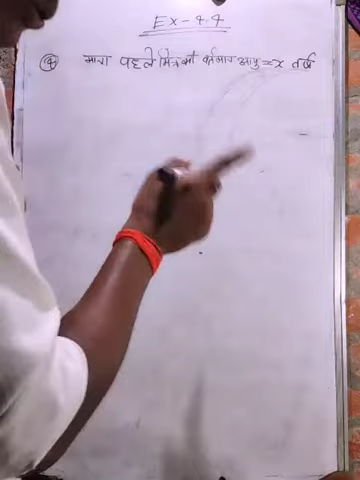 Ex-4.4
④ माना पहले मित्र की वर्तमान आयु = x वर्ष